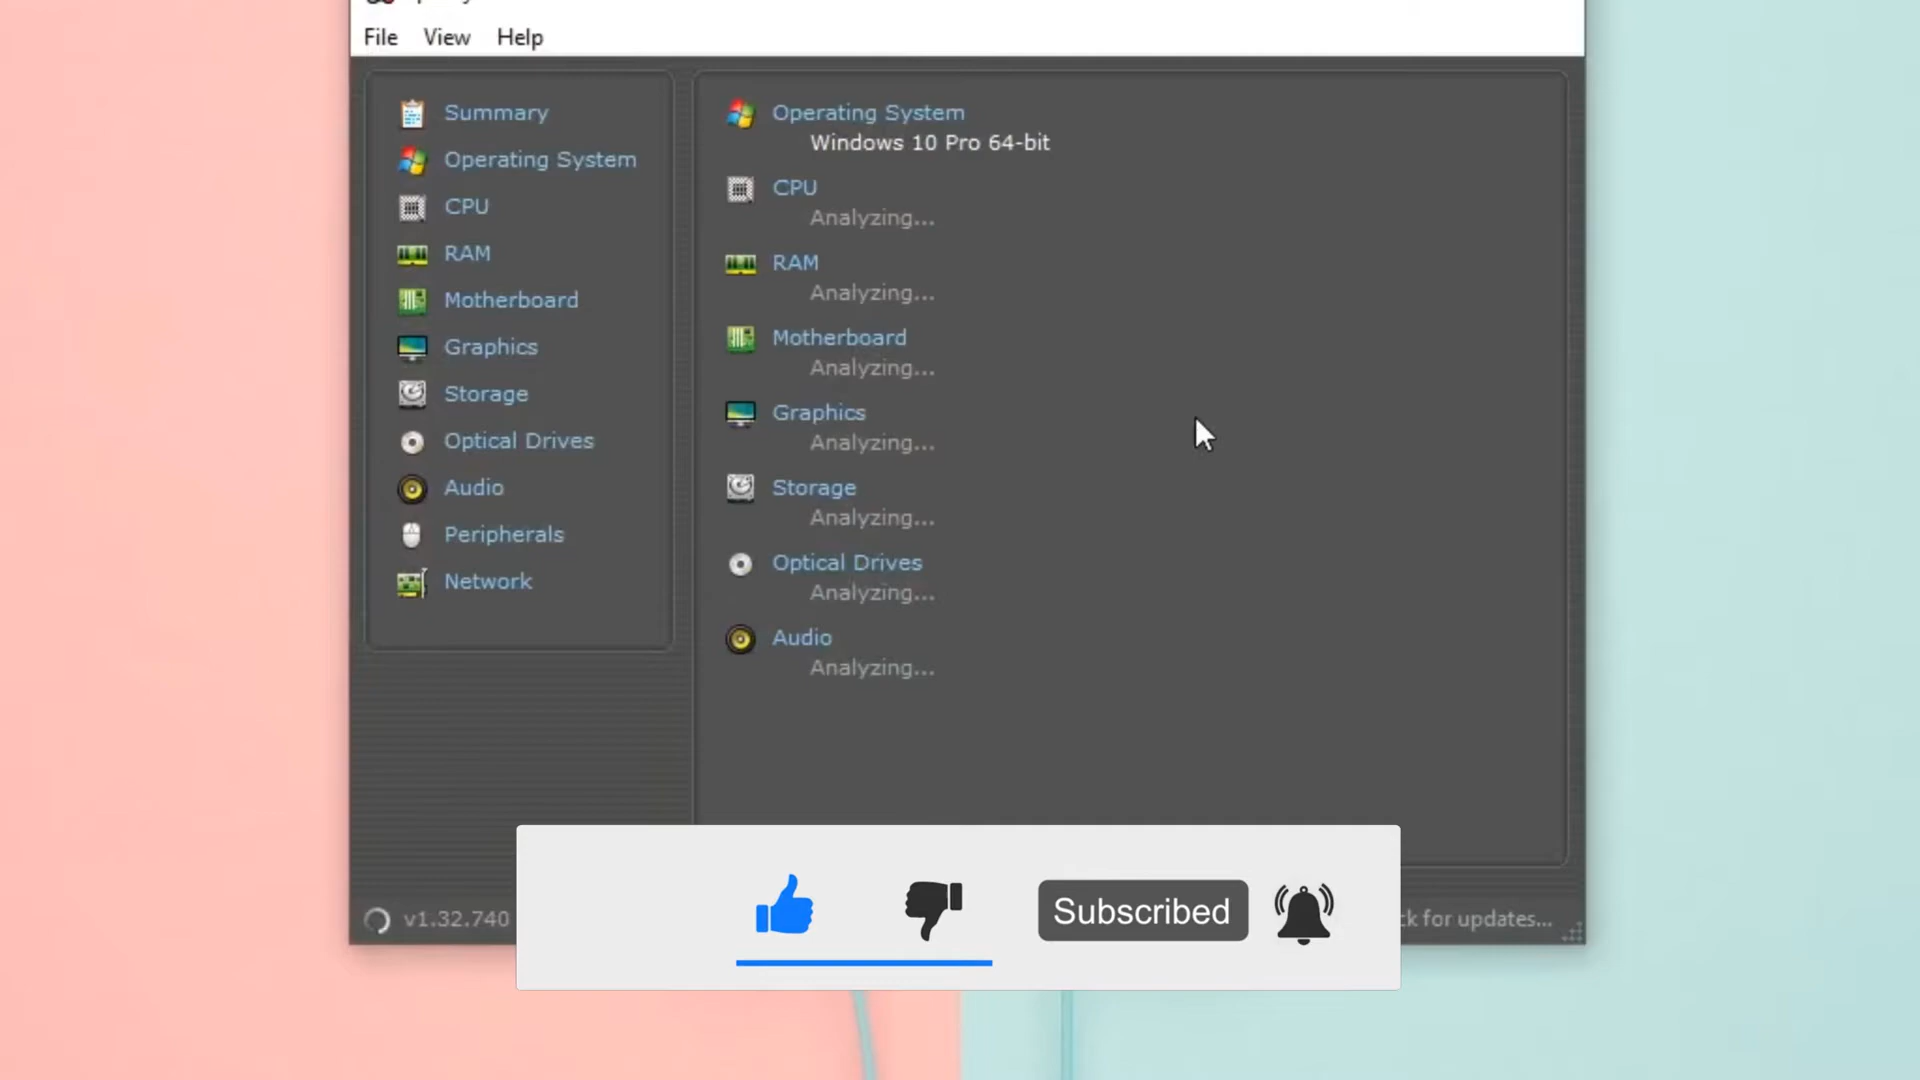 File View Help
Summary
Operating System
CPU
RAM
Motherboard
Graphics
Storage
Optical Drives
Audio
Peripherals
Network
Operating System
Windows 10 Pro 64-bit
CPU
Analyzing...
RAM
Analyzing...
Motherboard
Analyzing...
Graphics
Analyzing...
Storage
Analyzing...
Optical Drives
Analyzing...
Audio
Analyzing...
v1.32.740
Subscribed
for updates...